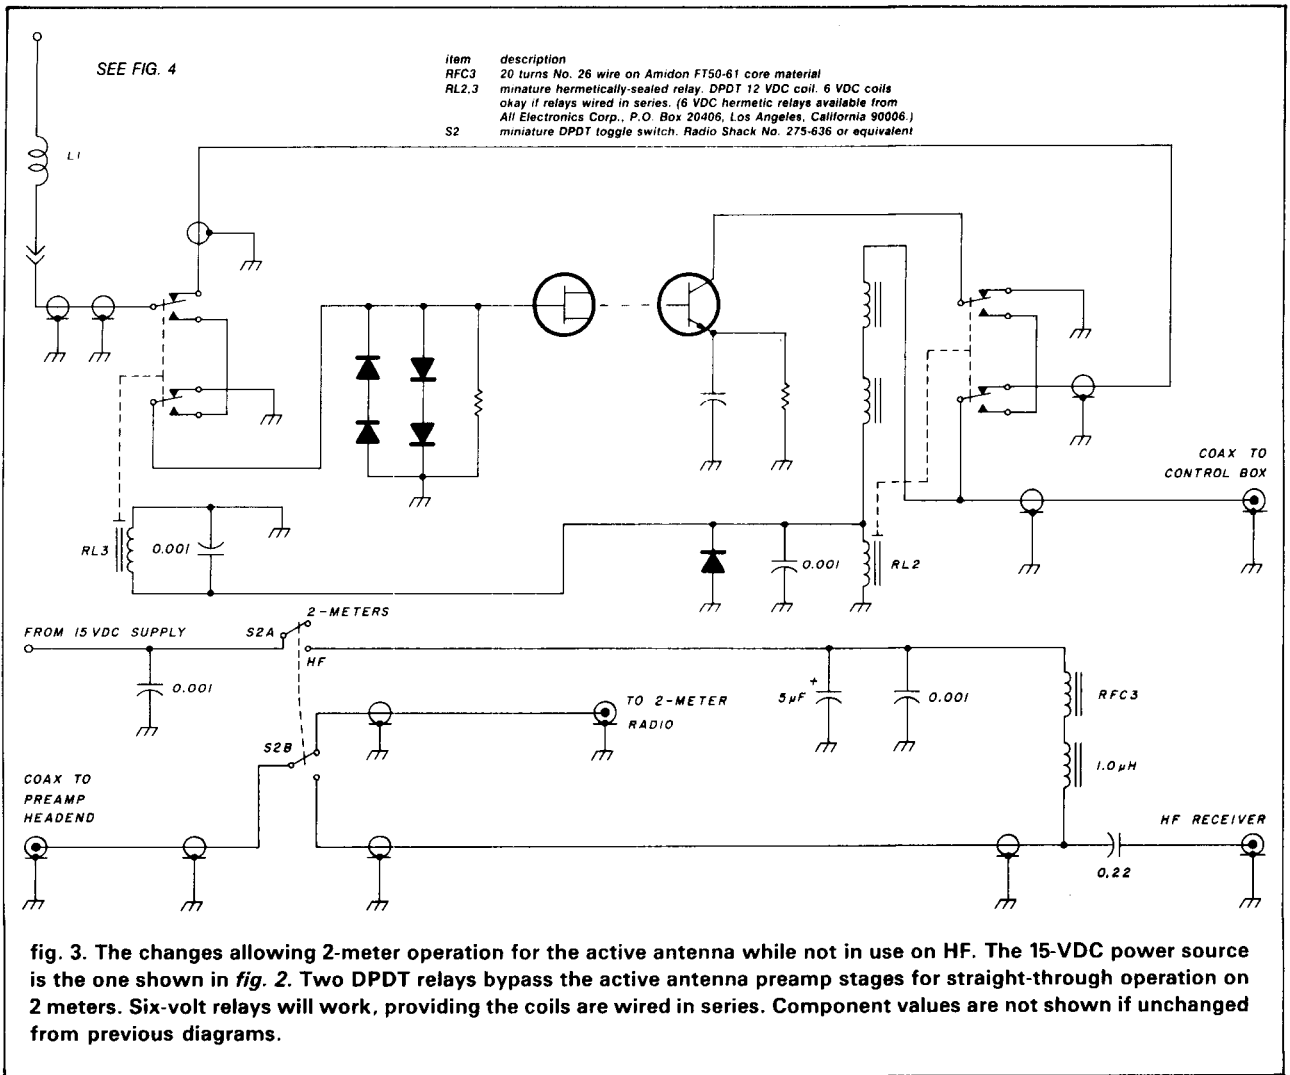 SEE FIG. 4
item description
RFC3 20 turns No. 26 wire on Amidon FT50-61 core material
RL2,3 minature hermetically-sealed relay. DPDT 12 VDC coil. 6 VDC coils
okay if relays wired in series. (6 VDC hermetic relays available from
All Electronics Corp., P.O. Box 20406, Los Angeles, California 90006.)
S2 miniature DPDT toggle switch. Radio Shack No. 275-636 or equivalent
L1
COAX TO
CONTROL BOX
RL3
0.001
0.001
RL2
2-METERS
FROM 15 VDC SUPPLY
S2A
HF
0.001
TO 2-METER
RADIO
5µF
+
0.001
RFC3
S2B
1.0µH
COAX TO
PREAMP
HEADEND
HF RECEIVER
0.22
fig. 3. The changes allowing 2-meter operation for the active antenna while not in use on HF. The 15-VDC power source
is the one shown in fig. 2. Two DPDT relays bypass the active antenna preamp stages for straight-through operation on
2 meters. Six-volt relays will work, providing the coils are wired in series. Component values are not shown if unchanged
from previous diagrams.